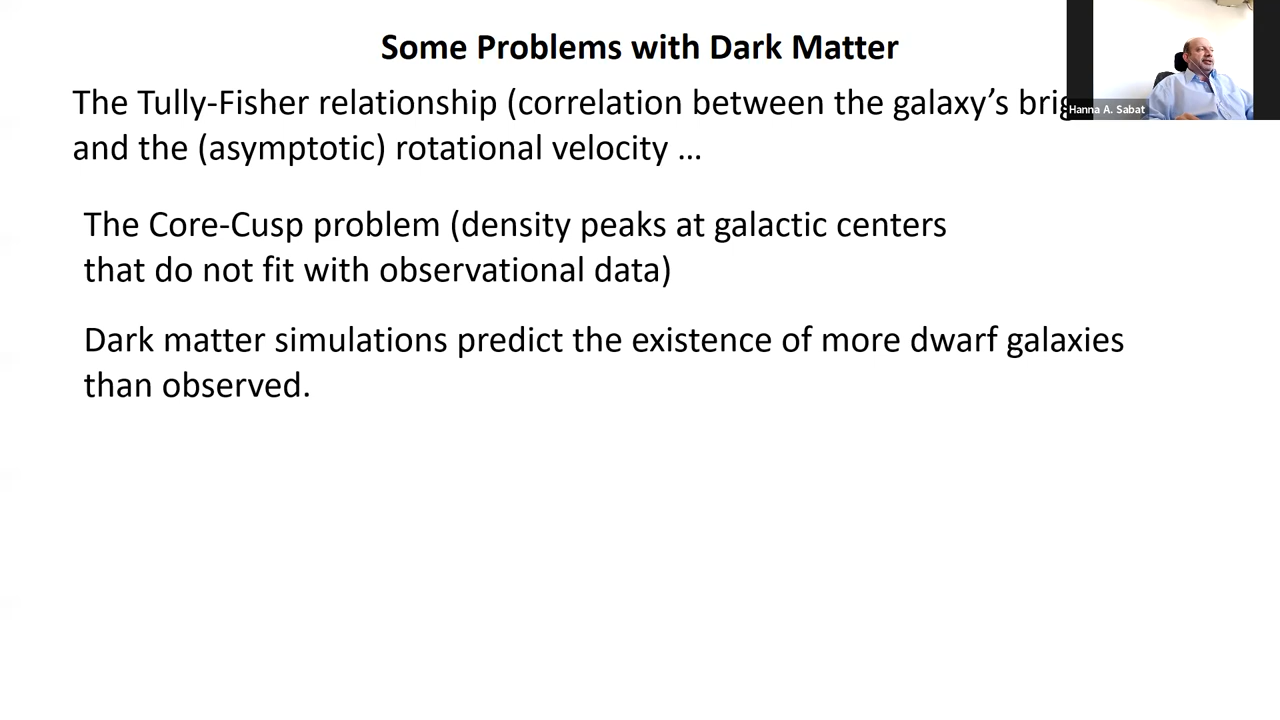 Some Problems with Dark Matter
The Tully-Fisher relationship (correlation between the galaxy's
and the (asymptotic) rotational velocity ...
Hanna A. Sabat
The Core-Cusp problem (density peaks at galactic centers
that do not fit with observational data)
Dark matter simulations predict the existence of more dwarf galaxies
than observed.